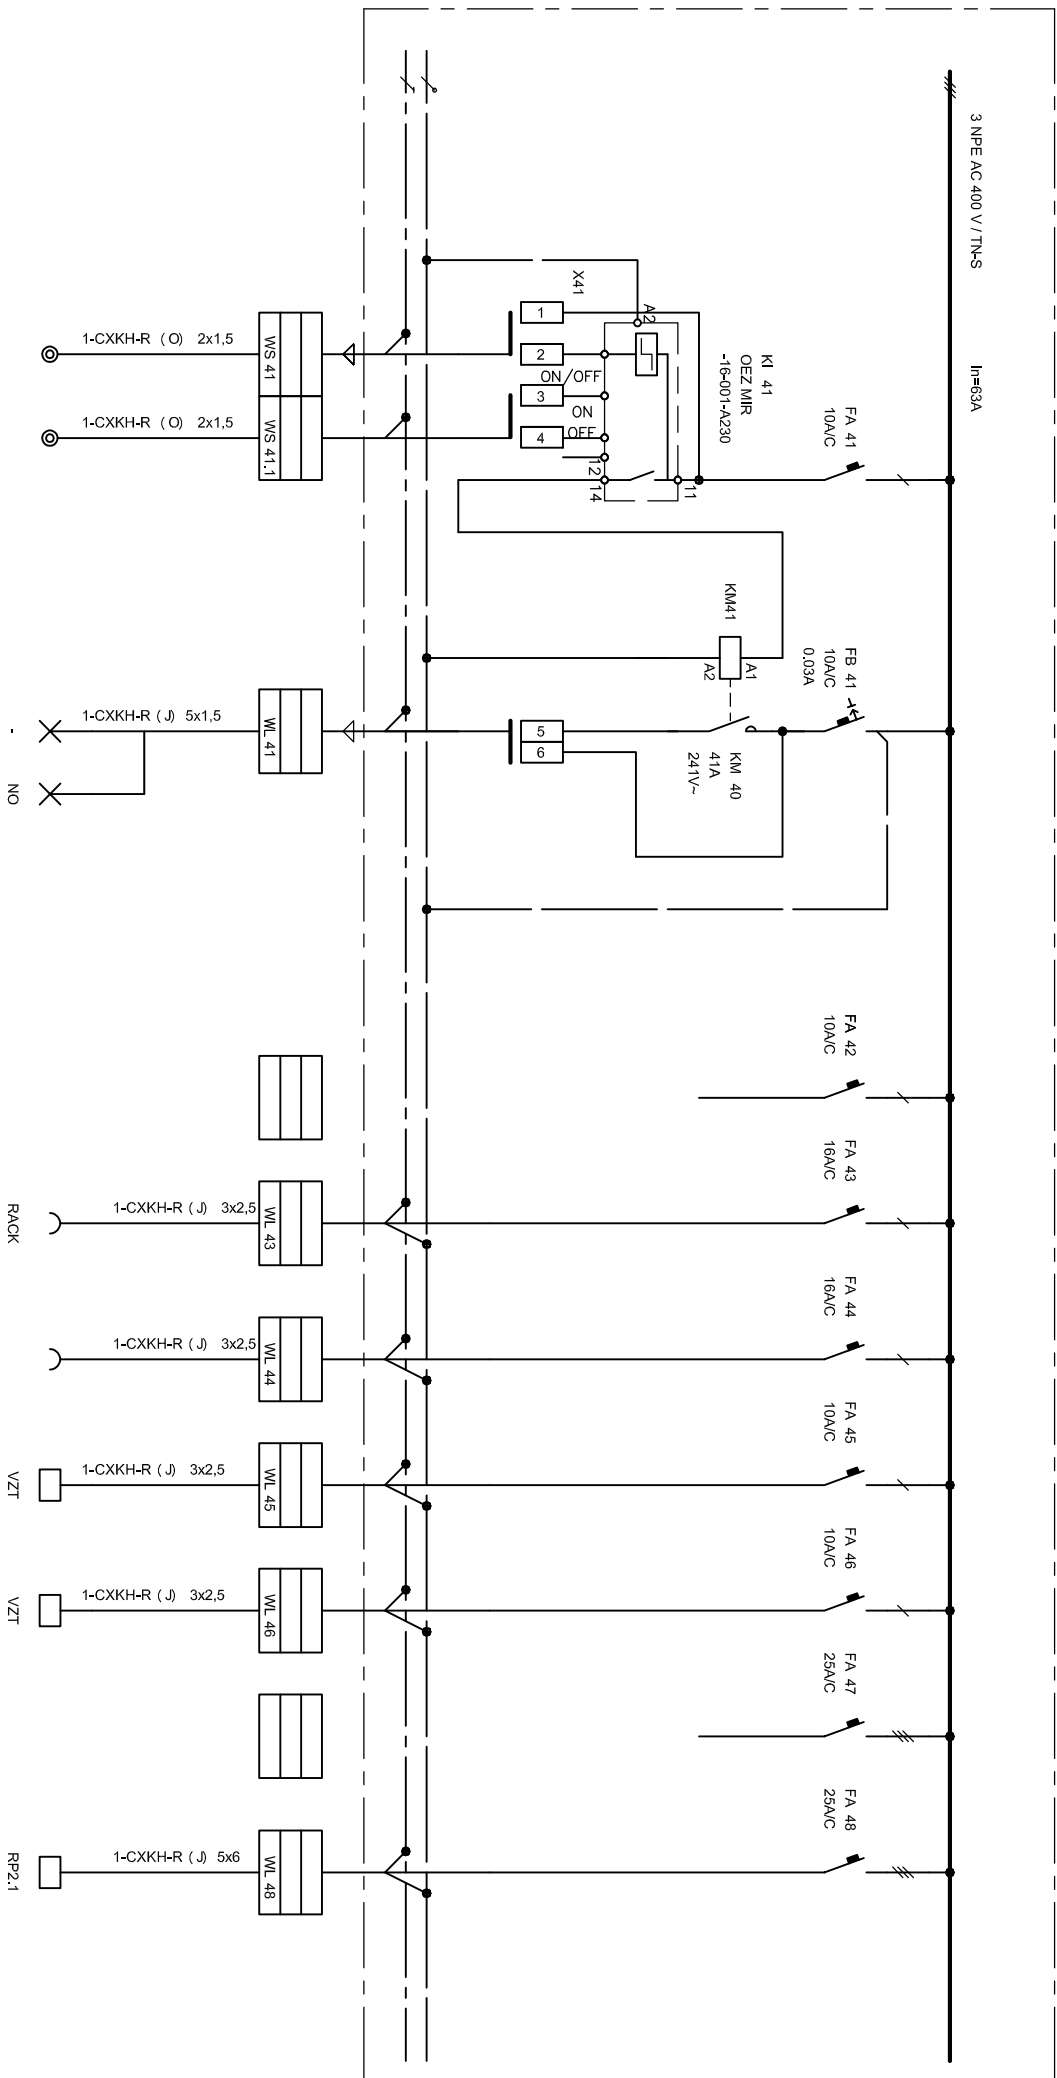 3 NPE AC 400 V / TN-S
In=63A
FA 41
10A/C
KI 41
OEZ MIR
-16-001-A230
X41
A2
1
2
ON/OFF
3
ON
4
OFF
12
14
11
WS 41
1-CXKH-R (O) 2x1,5
WS 41.1
1-CXKH-R (O) 2x1,5
FB 41
10A/C
0.03A
KM41
A1
A2
KM 40
41A
241V~
5
6
WL 41
1-CXKH-R (J) 5x1,5
-
NO
FA 42
10A/C
FA 43
16A/C
WL 43
1-CXKH-R (J) 3x2,5
RACK
FA 44
16A/C
WL 44
1-CXKH-R (J) 3x2,5
FA 45
10A/C
WL 45
1-CXKH-R (J) 3x2,5
VZT
FA 46
10A/C
WL 46
1-CXKH-R (J) 3x2,5
VZT
FA 47
25A/C
FA 48
25A/C
WL 48
1-CXKH-R (J) 5x6
RP2.1